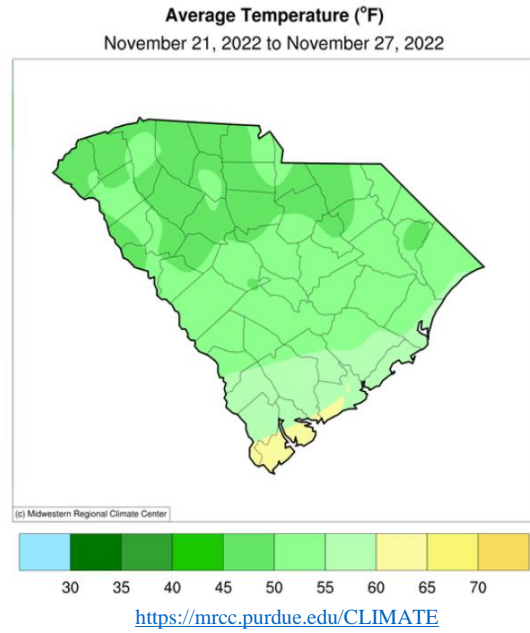 Average Temperature (°F)
November 21, 2022 to November 27, 2022
(c) Midwestern Regional Climate Center
30 35 40 45 50 55 60 65 70
https://mrcc.purdue.edu/CLIMATE